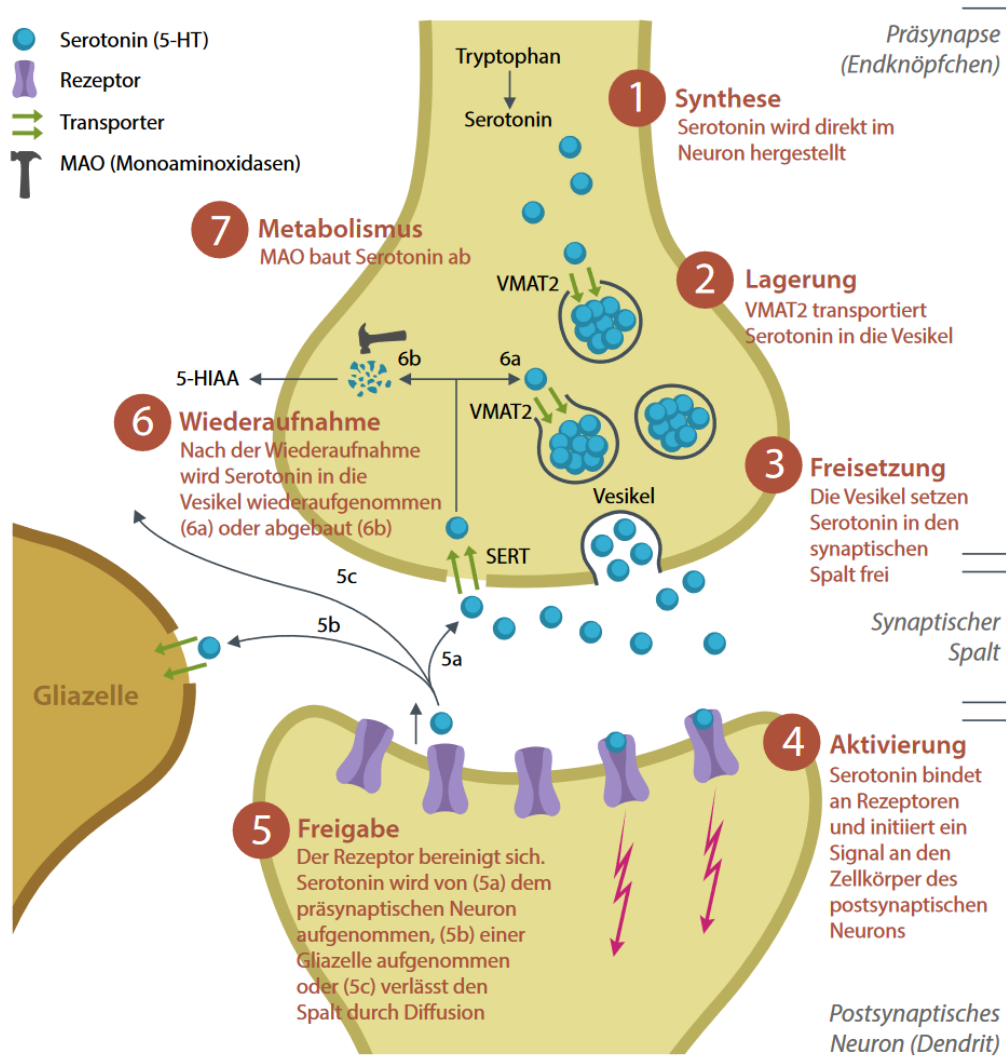 Serotonin (5-HT)
Rezeptor
Transporter
MAO (Monoaminoxidasen)
Präsynapse
(Endknöpfchen)
Tryptophan
Serotonin
1
Synthese
Serotonin wird direkt im
Neuron hergestellt
7
Metabolismus
MAO baut Serotonin ab
VMAT2
2
Lagerung
VMAT2 transportiert
Serotonin in die Vesikel
6b
6a
5-HIAA
VMAT2
6
Wiederaufnahme
Nach der Wiederaufnahme
wird Serotonin in die
Vesikel wiederaufgenommen
(6a) oder abgebaut (6b)
3
Freisetzung
Die Vesikel setzen
Serotonin in den
synaptischen
Spalt frei
Vesikel
SERT
5c
5b
5a
Synaptischer
Spalt
Gliazelle
4
Aktivierung
Serotonin bindet
an Rezeptoren
und initiiert ein
Signal an den
Zellkörper des
postsynaptischen
Neurons
5
Freigabe
Der Rezeptor bereinigt sich.
Serotonin wird von (5a) dem
präsynaptischen Neuron
aufgenommen, (5b) einer
Gliazelle aufgenommen
oder (5c) verlässt den
Spalt durch Diffusion
Postsynaptisches
Neuron (Dendrit)